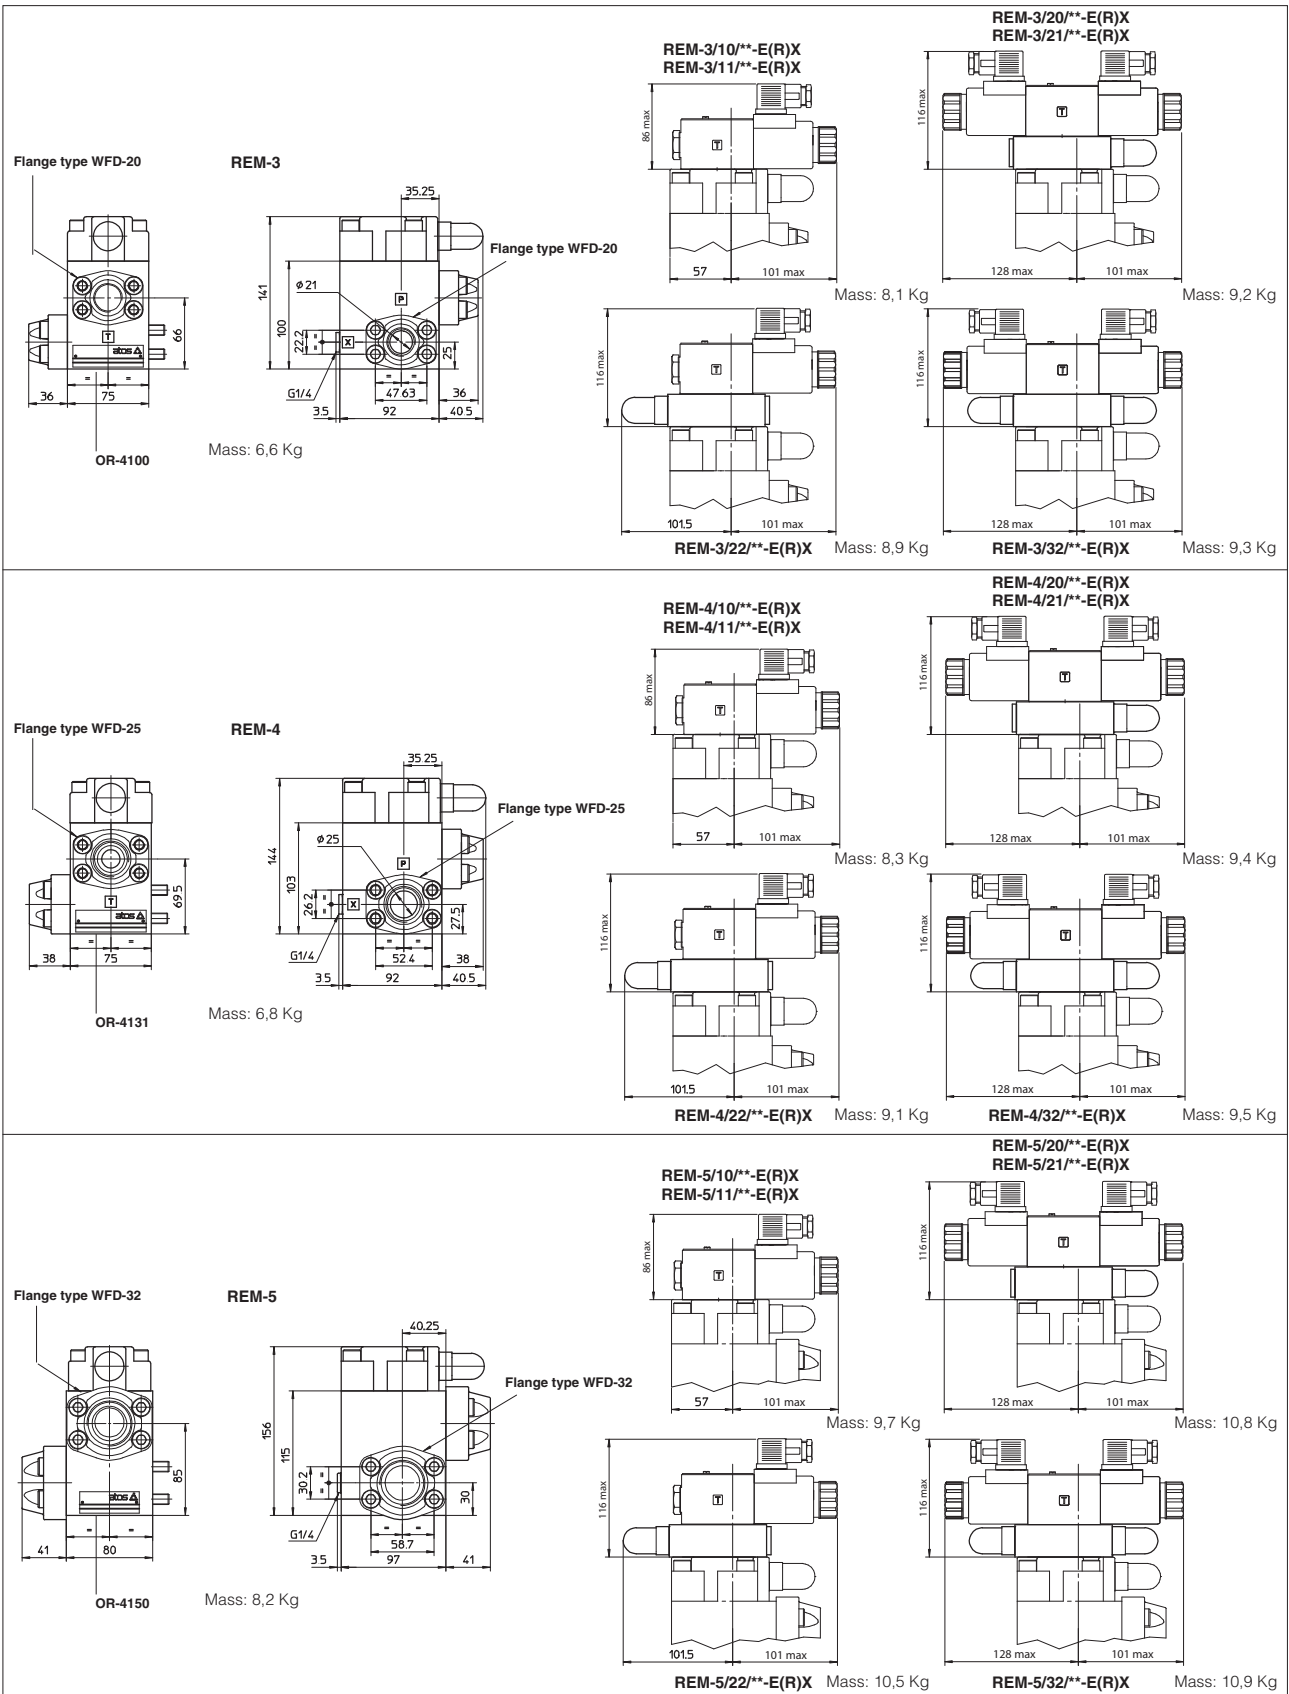 REM-3/20/**-E(R)X
REM-3/21/**-E(R)X
REM-3/10/**-E(R)X
REM-3/11/**-E(R)X
86 max
116 max
T
T
Flange type WFD-20
REM-3
35.25
Flange type WFD-20
141
100
ø21
P
22.2
=
=
X
25
66
T
atos
=
=
36
75
G1/4
=
=
47.63
36
3.5
92
40.5
OR-4100
Mass: 6,6 Kg
57
101 max
Mass: 8,1 Kg
128 max
101 max
Mass: 9,2 Kg
116 max
T
116 max
T
101.5
101 max
128 max
101 max
REM-3/22/**-E(R)X
Mass: 8,9 Kg
REM-3/32/**-E(R)X
Mass: 9,3 Kg
REM-4/20/**-E(R)X
REM-4/21/**-E(R)X
REM-4/10/**-E(R)X
REM-4/11/**-E(R)X
86 max
116 max
T
T
Flange type WFD-25
REM-4
35.25
Flange type WFD-25
144
103
ø25
P
26.2
=
=
X
27.5
69.5
T
atos
=
=
38
75
G1/4
=
=
52.4
38
3.5
92
40.5
OR-4131
Mass: 6,8 Kg
57
101 max
Mass: 8,3 Kg
128 max
101 max
Mass: 9,4 Kg
116 max
T
116 max
T
101.5
101 max
128 max
101 max
REM-4/22/**-E(R)X
Mass: 9,1 Kg
REM-4/32/**-E(R)X
Mass: 9,5 Kg
REM-5/20/**-E(R)X
REM-5/21/**-E(R)X
REM-5/10/**-E(R)X
REM-5/11/**-E(R)X
86 max
116 max
T
T
Flange type WFD-32
REM-5
40.25
Flange type WFD-32
156
115
30.2
=
=
30
85
atos
=
=
41
80
G1/4
=
=
58.7
3.5
97
41
OR-4150
Mass: 8,2 Kg
57
101 max
Mass: 9,7 Kg
128 max
101 max
Mass: 10,8 Kg
116 max
T
116 max
T
101.5
101 max
128 max
101 max
REM-5/22/**-E(R)X
Mass: 10,5 Kg
REM-5/32/**-E(R)X
Mass: 10,9 Kg